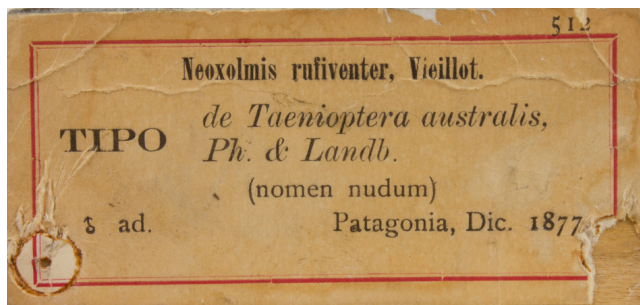 512
Neoxolmis rufiventer, Vieillot.
TIPO de Taenioptera australis,
Ph. & Landb.
(nomen nudum)
♂ ad. Patagonia, Dic. 1877